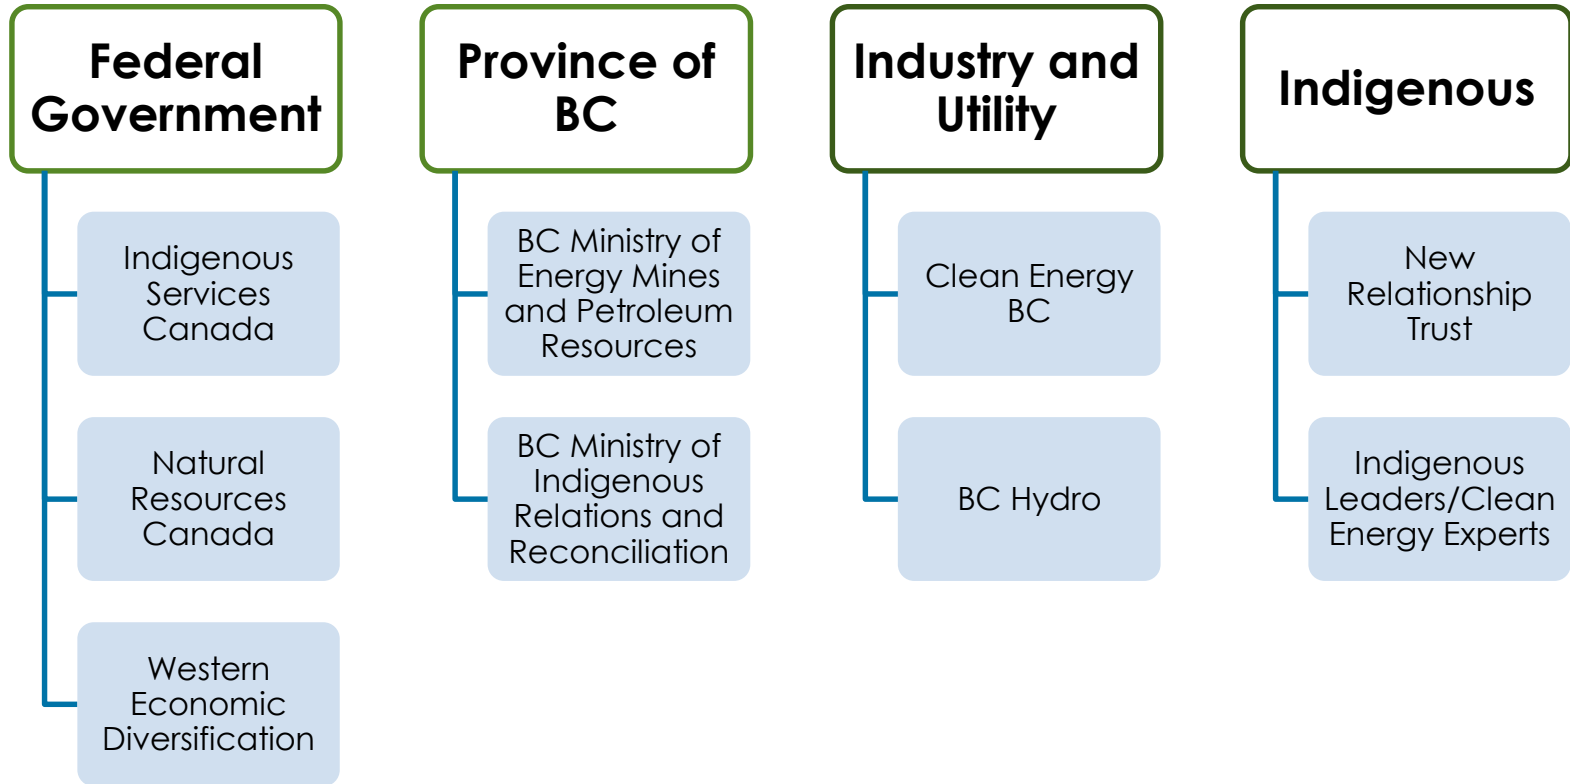 Federal
Government
Indigenous
Services
Canada
Natural
Resources
Canada
Western
Economic
Diversification
Province of
BC
BC Ministry of
Energy Mines
and Petroleum
Resources
BC Ministry of
Indigenous
Relations and
Reconciliation
Industry and
Utility
Clean Energy
BC
BC Hydro
Indigenous
New
Relationship
Trust
Indigenous
Leaders/Clean
Energy Experts